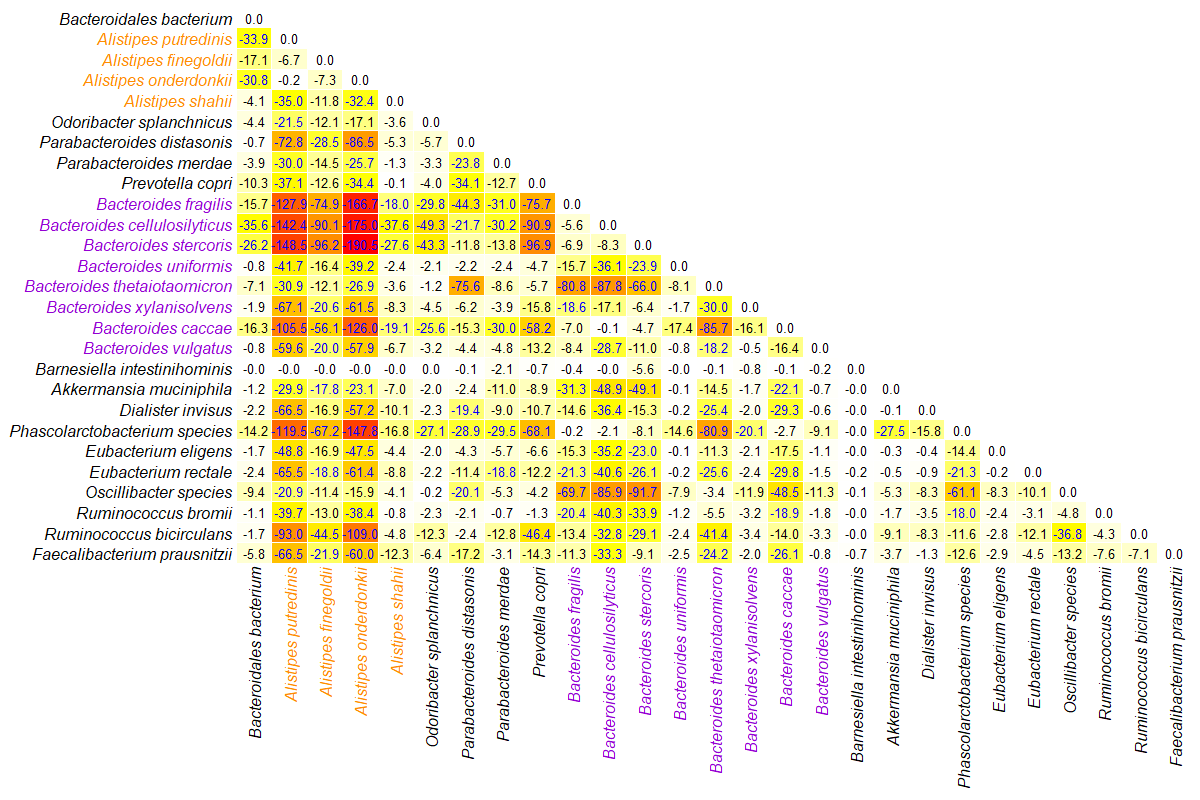 Bacteroidales bacterium 0.0
Alistipes putredinis -33.9 0.0
Alistipes finegoldii -17.1 -6.7 0.0
Alistipes onderdonkii -30.8 -0.2 -7.3 0.0
Alistipes shahii -4.1 -35.0 -11.8 -32.4 0.0
Odoribacter splanchnicus -4.4 -21.5 -12.1 -17.1 -3.6 0.0
Parabacteroides distasonis -0.7 -72.8 -28.5 -86.5 -5.3 -5.7 0.0
Parabacteroides merdae -3.9 -30.0 -14.5 -25.7 -1.3 -3.3 -23.8 0.0
Prevotella copri -10.3 -37.1 -12.6 -34.4 -0.1 -4.0 -34.1 -12.7 0.0
Bacteroides fragilis -15.7 -127.9 -74.9 -166.7 -18.0 -29.8 -44.3 -31.0 -75.7 0.0
Bacteroides cellulosilyticus -35.6 -142.4 -90.1 -175.0 -37.6 -49.3 -21.7 -30.2 -90.9 -5.6 0.0
Bacteroides stercoris -26.2 -148.5 -96.2 -190.5 -27.6 -43.3 -11.8 -13.8 -96.9 -6.9 -8.3 0.0
Bacteroides uniformis -0.8 -41.7 -16.4 -39.2 -2.4 -2.1 -2.2 -2.4 -4.7 -15.7 -36.1 -23.9 0.0
Bacteroides thetaiotaomicron -7.1 -30.9 -12.1 -26.9 -3.6 -1.2 -75.6 -8.6 -5.7 -80.8 -87.8 -66.0 -8.1 0.0
Bacteroides xylanisolvens -1.9 -67.1 -20.6 -61.5 -8.3 -4.5 -6.2 -3.9 -15.8 -18.6 -17.1 -6.4 -1.7 -30.0 0.0
Bacteroides caccae -16.3 -105.5 -56.1 -126.0 -19.1 -25.6 -15.3 -30.0 -58.2 -7.0 -0.1 -4.7 -17.4 -85.7 -16.1 0.0
Bacteroides vulgatus -0.8 -59.6 -20.0 -57.9 -6.7 -3.2 -4.4 -4.8 -13.2 -8.4 -28.7 -11.0 -0.8 -18.2 -0.5 -16.4 0.0
Barnesiella intestinihominis -0.0 -0.0 -0.0 -0.0 -0.0 -0.0 -0.1 -2.1 -0.7 -0.4 -0.0 -5.6 -0.0 -0.1 -0.8 -0.1 -0.2 0.0
Akkermansia muciniphila -1.2 -29.9 -17.8 -23.1 -7.0 -2.0 -2.4 -11.0 -8.9 -31.3 -48.9 -49.1 -0.1 -14.5 -1.7 -22.1 -0.7 -0.0 0.0
Dialister invisus -2.2 -66.5 -16.9 -57.2 -10.1 -2.3 -19.4 -9.0 -10.7 -14.6 -36.4 -15.3 -0.2 -25.4 -2.0 -29.3 -0.6 -0.0 -0.1 0.0
Phascolarctobacterium species -14.2 -119.5 -67.2 -147.8 -16.8 -27.1 -28.9 -29.5 -68.1 -0.2 -2.1 -8.1 -14.6 -80.9 -20.1 -2.7 -9.1 -0.0 -27.5 -15.8 0.0
Eubacterium eligens -1.7 -48.8 -16.9 -47.5 -4.4 -2.0 -4.3 -5.7 -6.6 -15.3 -35.2 -23.0 -0.1 -11.3 -2.1 -17.5 -1.1 -0.0 -0.3 -0.4 -14.4 0.0
Eubacterium rectale -2.4 -65.5 -18.8 -61.4 -8.8 -2.2 -11.4 -18.8 -12.2 -21.3 -40.6 -26.1 -0.2 -25.6 -2.4 -29.8 -1.5 -0.2 -0.5 -0.9 -21.3 -0.2 0.0
Oscillibacter species -9.4 -20.9 -11.4 -15.9 -4.1 -0.2 -20.1 -5.3 -4.2 -69.7 -85.9 -91.7 -7.9 -3.4 -11.9 -48.5 -11.3 -0.1 -5.3 -8.3 -61.1 -8.3 -10.1 0.0
Ruminococcus bromii -1.1 -39.7 -13.0 -38.4 -0.8 -2.3 -2.1 -0.7 -1.3 -20.4 -40.3 -33.9 -0.2 -5.5 -3.2 -18.9 -1.8 -0.0 -1.7 -3.5 -18.0 -2.4 -3.1 -4.8 0.0
Ruminococcus bicirculans -1.7 -93.0 -44.5 -109.0 -4.8 -12.3 -2.4 -12.8 -46.4 -13.4 -32.8 -29.1 -2.4 -41.4 -3.4 -14.0 -3.3 -0.0 -9.1 -8.3 -11.6 -2.8 -12.1 -36.8 -4.3 0.0
Faecalibacterium prausnitzii -5.8 -66.5 -21.9 -60.0 -12.3 -6.4 -17.2 -3.1 -14.3 -11.3 -33.3 -9.1 -2.5 -24.2 -2.0 -26.1 -0.8 -0.7 -3.7 -1.3 -12.6 -2.9 -4.5 -13.2 -7.6 -7.1 0.0
Bacteroidales bacterium
Alistipes putredinis
Alistipes finegoldii
Alistipes onderdonkii
Alistipes shahii
Odoribacter splanchnicus
Parabacteroides distasonis
Parabacteroides merdae
Prevotella copri
Bacteroides fragilis
Bacteroides cellulosilyticus
Bacteroides stercoris
Bacteroides uniformis
Bacteroides thetaiotaomicron
Bacteroides xylanisolvens
Bacteroides caccae
Bacteroides vulgatus
Barnesiella intestinihominis
Akkermansia muciniphila
Dialister invisus
Phascolarctobacterium species
Eubacterium eligens
Eubacterium rectale
Oscillibacter species
Ruminococcus bromii
Ruminococcus bicirculans
Faecalibacterium prausnitzii